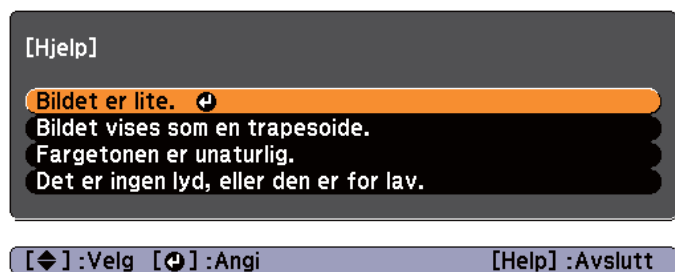 [Hjelp]
Bildet er lite.
Bildet vises som en trapesoide.
Fargetonen er unaturlig.
Det er ingen lyd, eller den er for lav.
[◆] :Velg [↵] :Angi [Help] :Avslutt